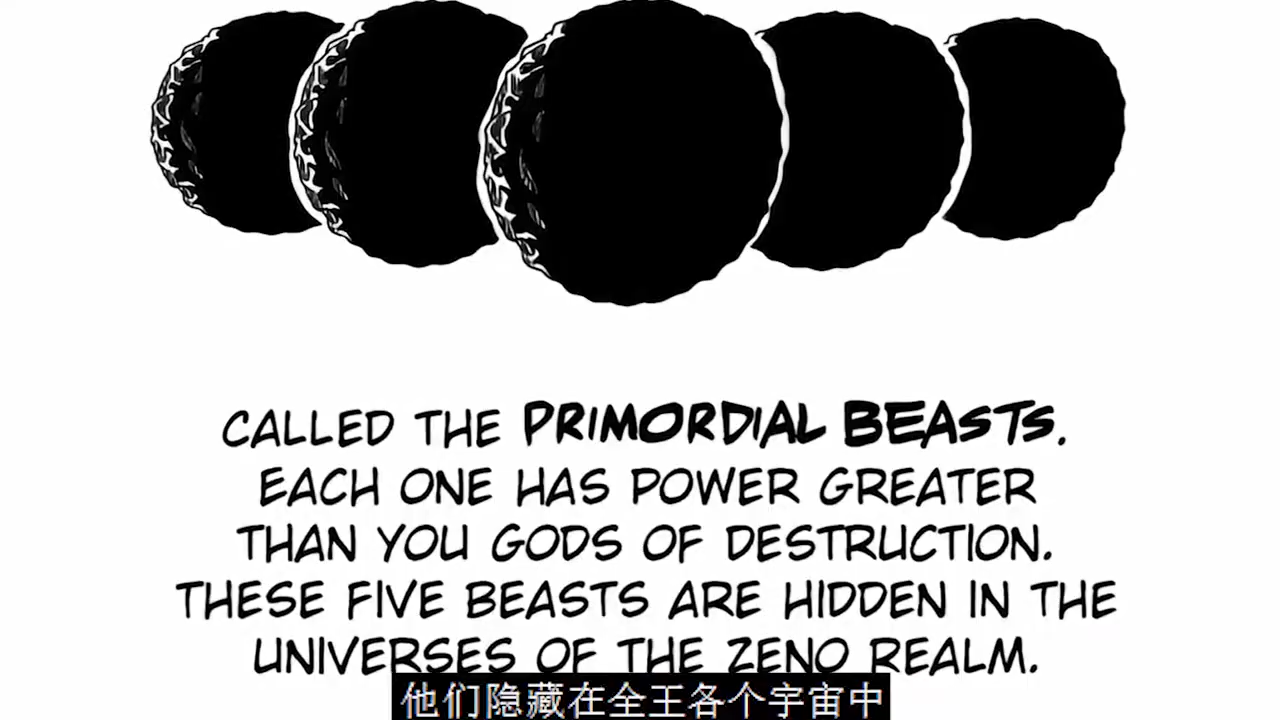 CALLED THE PRIMORDIAL BEASTS.
EACH ONE HAS POWER GREATER
THAN YOU GODS OF DESTRUCTION.
THESE FIVE BEASTS ARE HIDDEN IN THE
UNIVERSES OF THE ZENO REALM.
他们隐藏在全王各个宇宙中